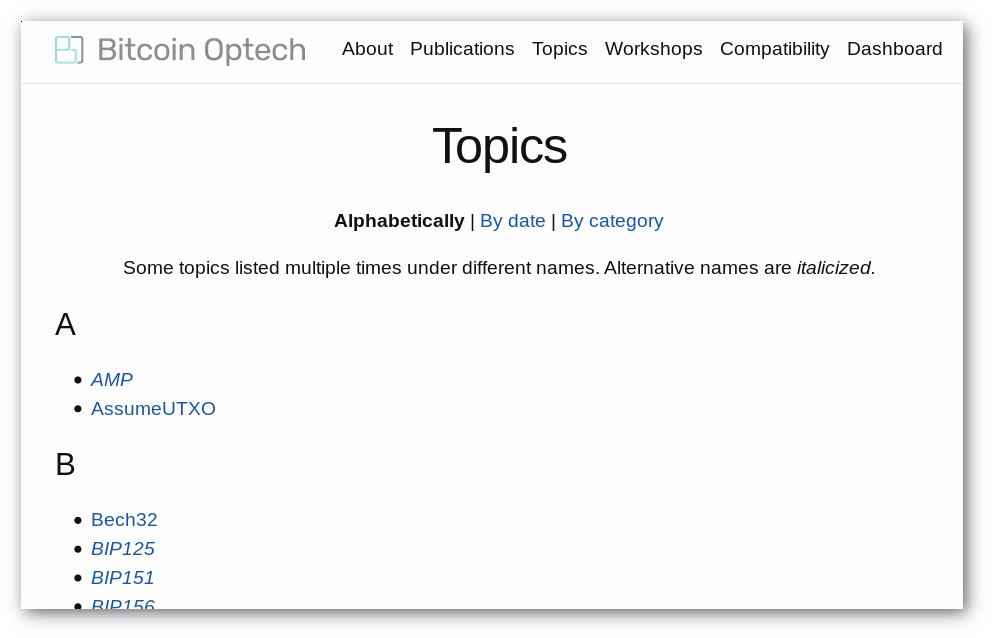 Bitcoin Optech About Publications Topics Workshops Compatibility Dashboard
Topics
Alphabetically | By date | By category
Some topics listed multiple times under different names. Alternative names are italicized.
A
• AMP
• AssumeUTXO
B
• Bech32
• BIP125
• BIP151
• BIP156